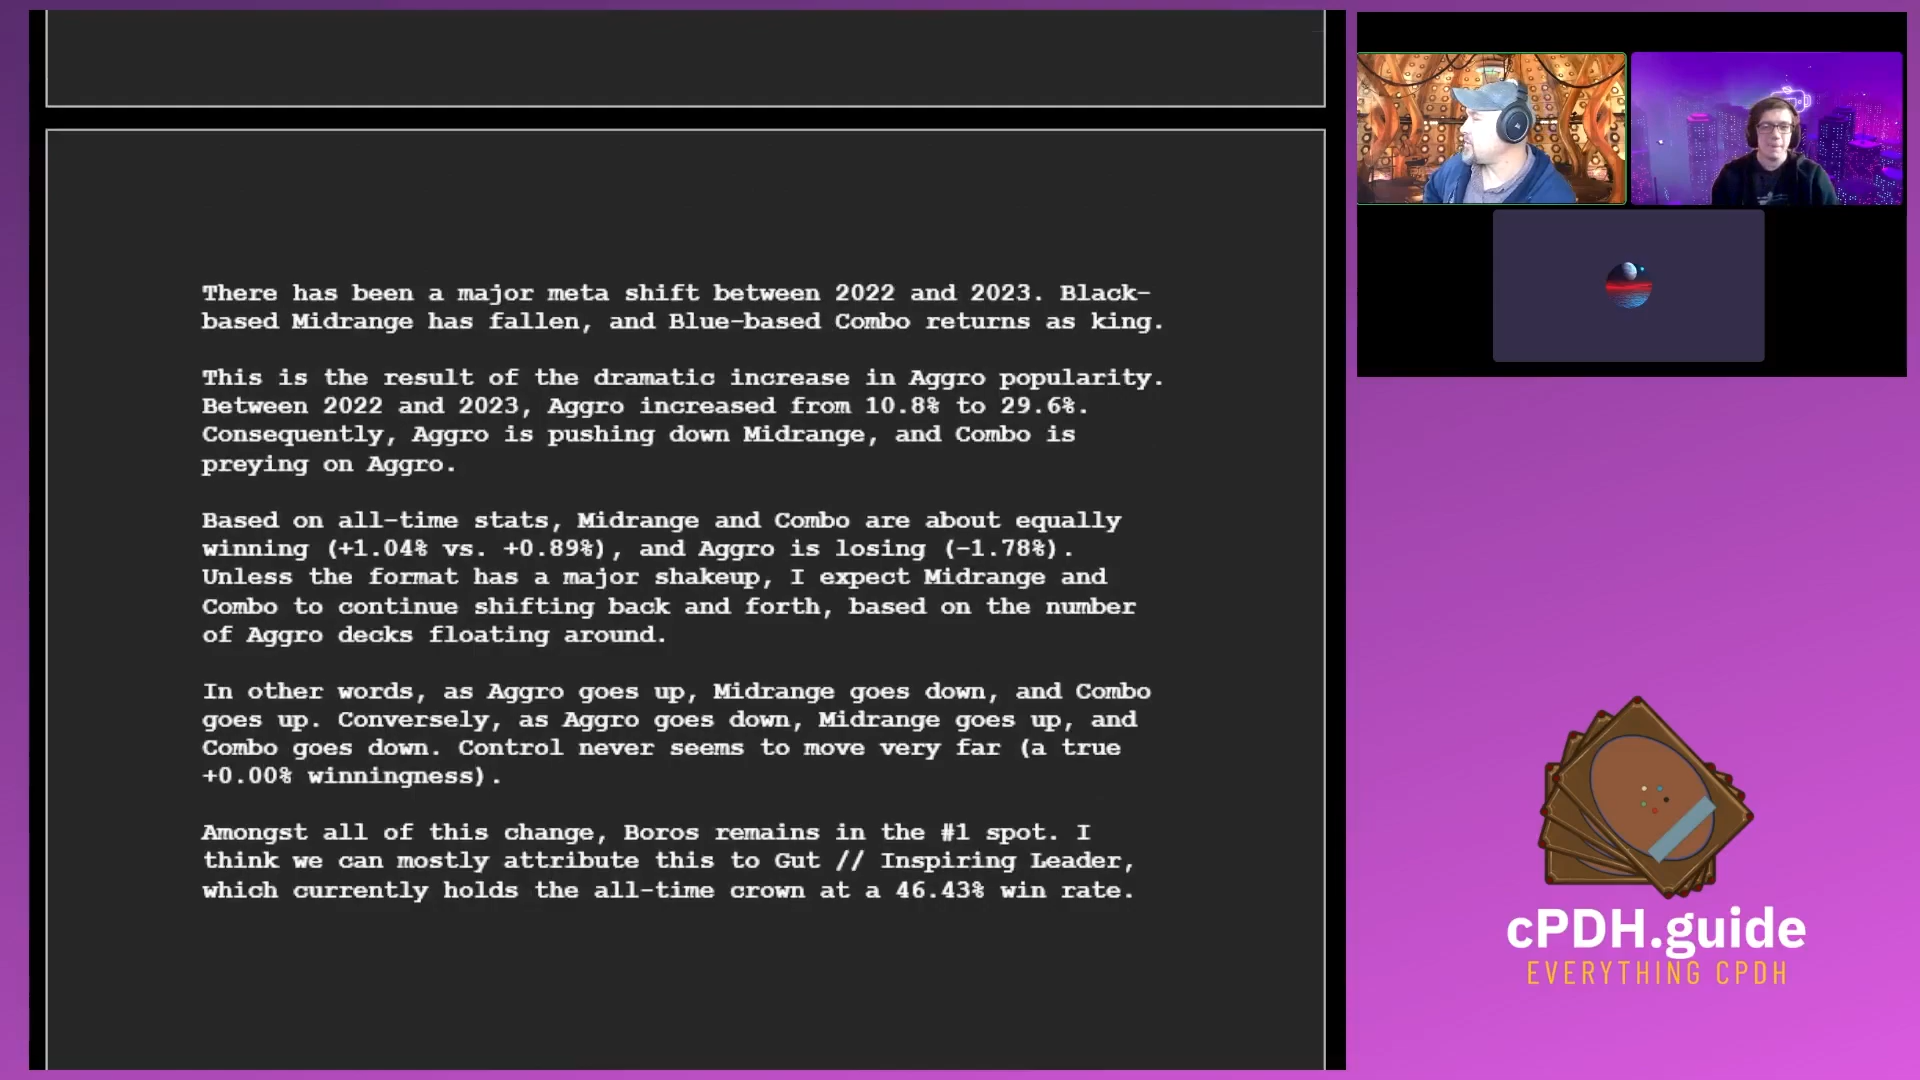 There has been a major meta shift between 2022 and 2023. Black-
based Midrange has fallen, and Blue-based Combo returns as king.
This is the result of the dramatic increase in Aggro popularity.
Between 2022 and 2023, Aggro increased from 10.8% to 29.6%.
Consequently, Aggro is pushing down Midrange, and Combo is
preying on Aggro.
Based on all-time stats, Midrange and Combo are about equally
winning (+1.04% vs. +0.89%), and Aggro is losing (-1.78%).
Unless the format has a major shakeup, I expect Midrange and
Combo to continue shifting back and forth, based on the number
of Aggro decks floating around.
In other words, as Aggro goes up, Midrange goes down, and Combo
goes up. Conversely, as Aggro goes down, Midrange goes up, and
Combo goes down. Control never seems to move very far (a true
+0.00% winningness).
Amongst all of this change, Boros remains in the #1 spot. I
think we can mostly attribute this to Gut // Inspiring Leader,
which currently holds the all-time crown at a 46.43% win rate.
cPDH.guide
EVERYTHING CPDH